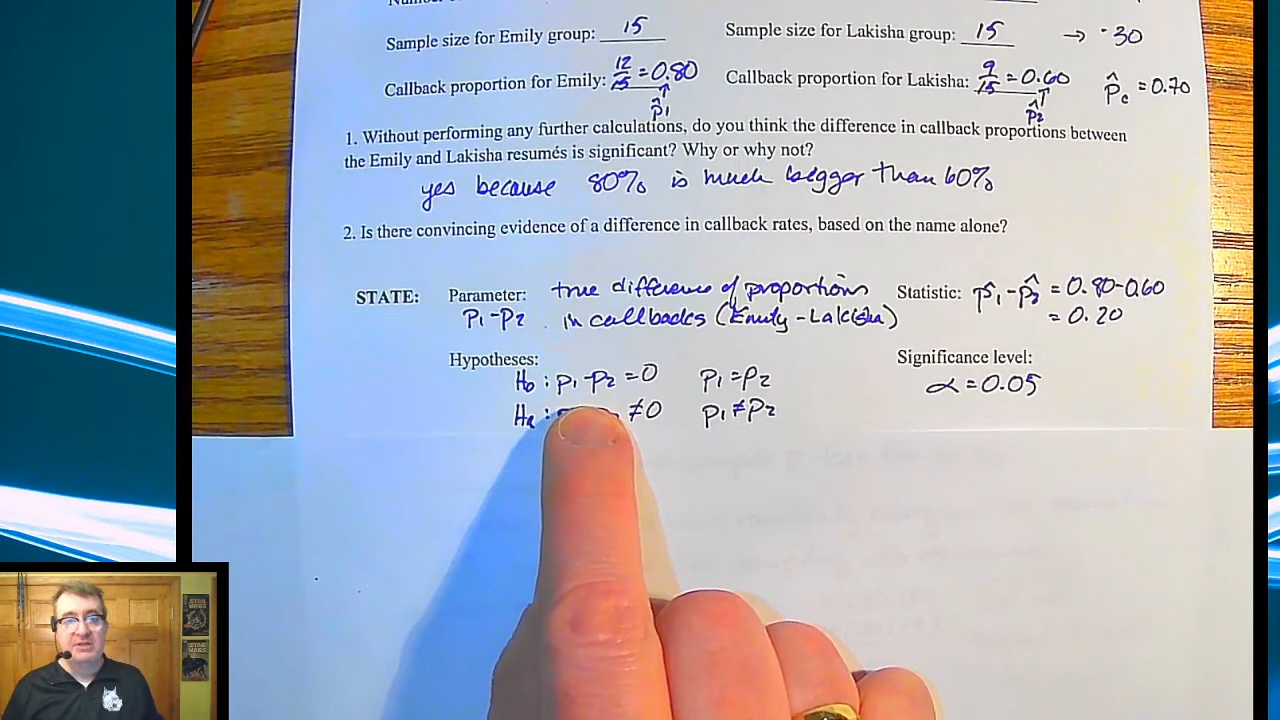 Sample size for Emily group: 15 Sample size for Lakisha group: 15 → 30
Callback proportion for Emily: 12/15 = 0.80 Callback proportion for Lakisha: 9/15 = 0.60 p̂c = 0.70
p̂1 p̂2
1. Without performing any further calculations, do you think the difference in callback proportions between
the Emily and Lakisha resumés is significant? Why or why not?
yes because 80% is much bigger than 60%
2. Is there convincing evidence of a difference in callback rates, based on the name alone?
STATE: Parameter: true difference of proportions Statistic: p̂1-p̂2 = 0.80-0.60
p1-p2 in callbacks (Emily-Lakisha) = 0.20
Hypotheses: Significance level:
H0: p1-p2 = 0 p1=p2 α = 0.05
Ha: ≠0 p1≠p2
STAR WARS
STAR WARS